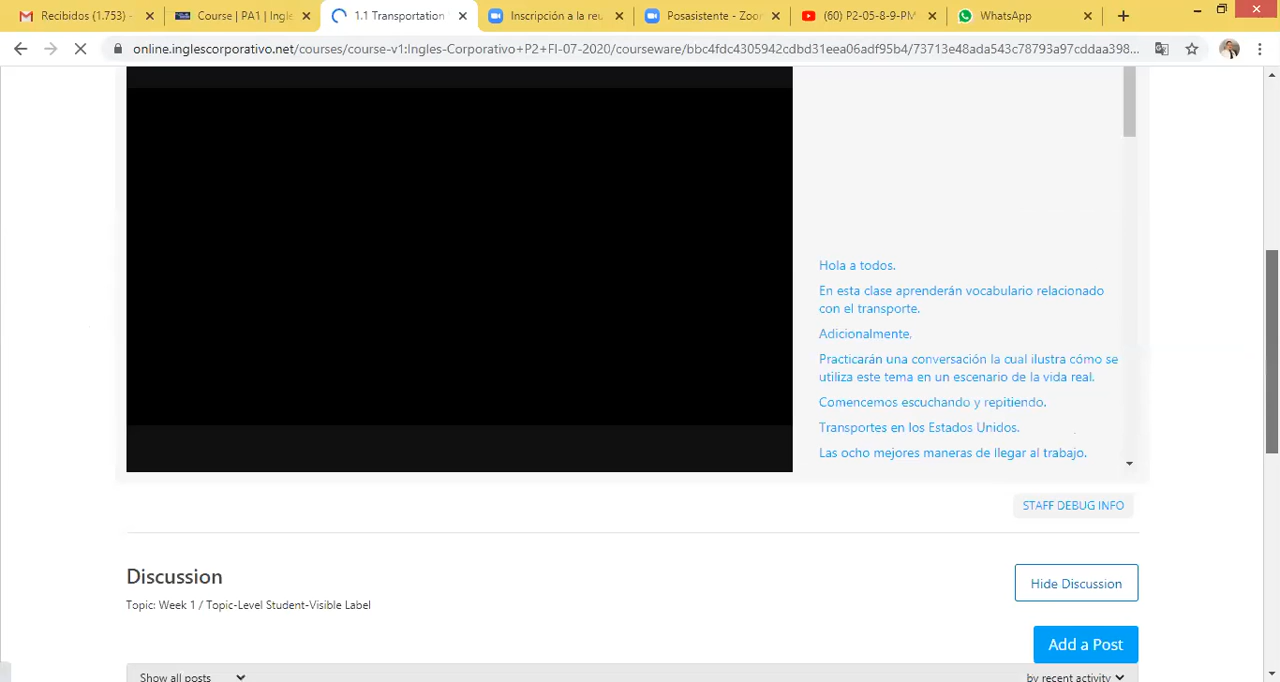 Recibidos (1.753)
Course | PA1 | Ingle
1.1 Transportation
Inscripción a la reu
Posasistente - Zoo
(60) P2-05-8-9-PM
WhatsApp
online.inglescorporativo.net/courses/course-v1:Ingles-Corporativo+P2+FI-07-2020/courseware/bbc4fdc4305942cdbd31eea06adf95b4/73713e48ada543c78793a97cddaa398...
Hola a todos.
En esta clase aprenderán vocabulario relacionado
con el transporte.
Adicionalmente,
Practicarán una conversación la cual ilustra cómo se
utiliza este tema en un escenario de la vida real.
Comencemos escuchando y repitiendo.
Transportes en los Estados Unidos.
Las ocho mejores maneras de llegar al trabajo.
STAFF DEBUG INFO
Discussion
Hide Discussion
Topic: Week 1 / Topic-Level Student-Visible Label
Add a Post
Show all posts
by recent activity